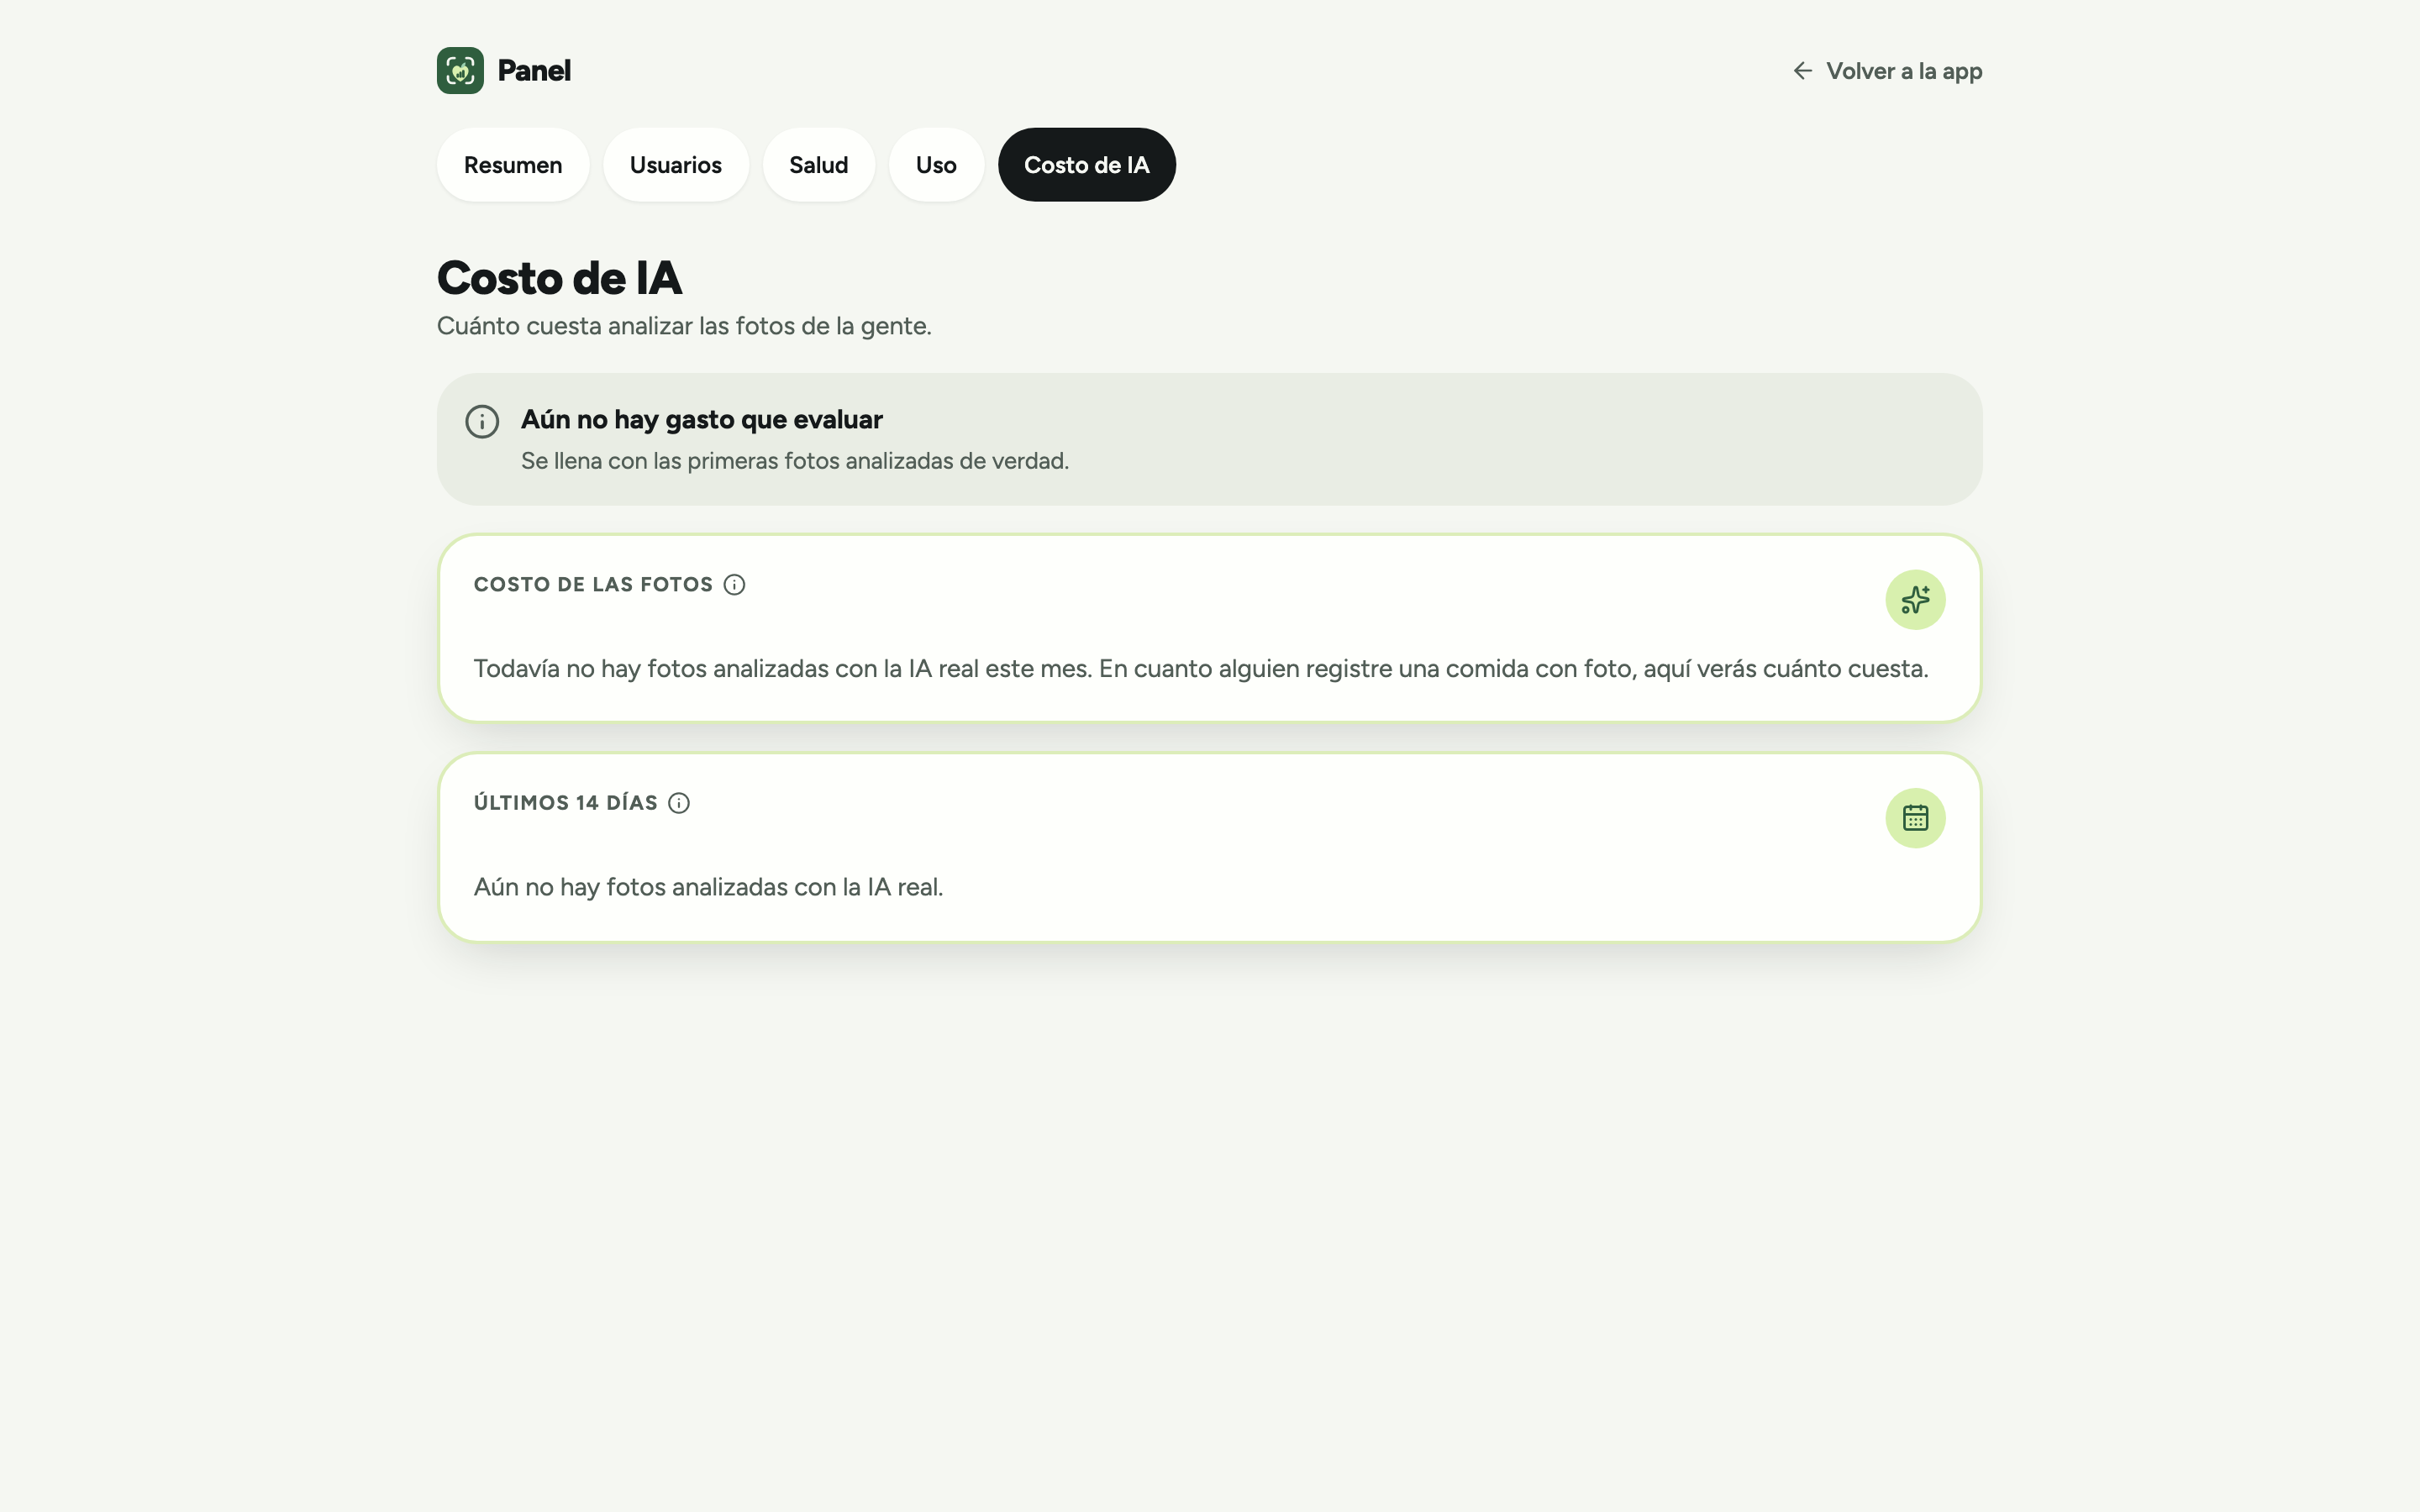 Panel
Volver a la app
Resumen
Usuarios
Salud
Uso
Costo de IA
Costo de IA
Cuánto cuesta analizar las fotos de la gente.
Aún no hay gasto que evaluar
Se llena con las primeras fotos analizadas de verdad.
COSTO DE LAS FOTOS
Todavía no hay fotos analizadas con la IA real este mes. En cuanto alguien registre una comida con foto, aquí verás cuánto cuesta.
ÚLTIMOS 14 DÍAS
Aún no hay fotos analizadas con la IA real.